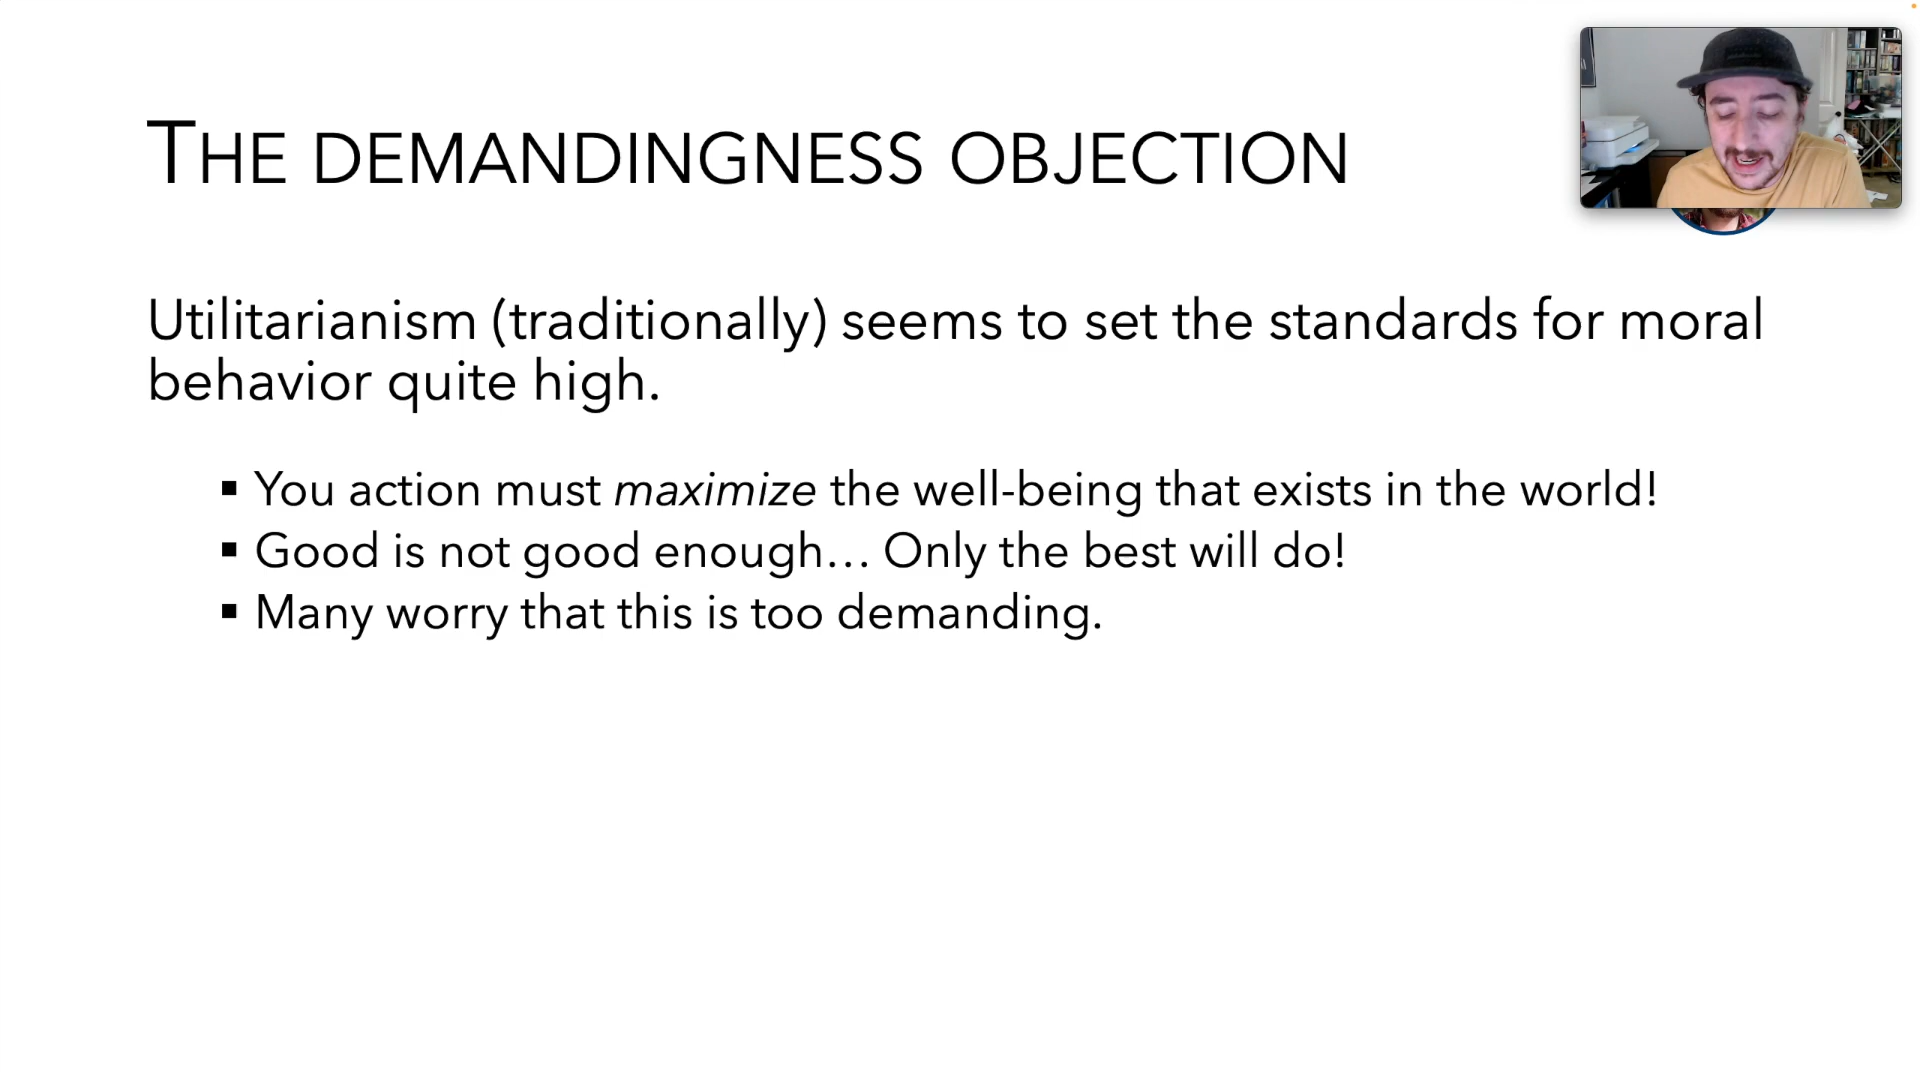 THE DEMANDINGNESS OBJECTION
Utilitarianism (traditionally) seems to set the standards for moral
behavior quite high.
▪ You action must maximize the well-being that exists in the world!
▪ Good is not good enough… Only the best will do!
▪ Many worry that this is too demanding.